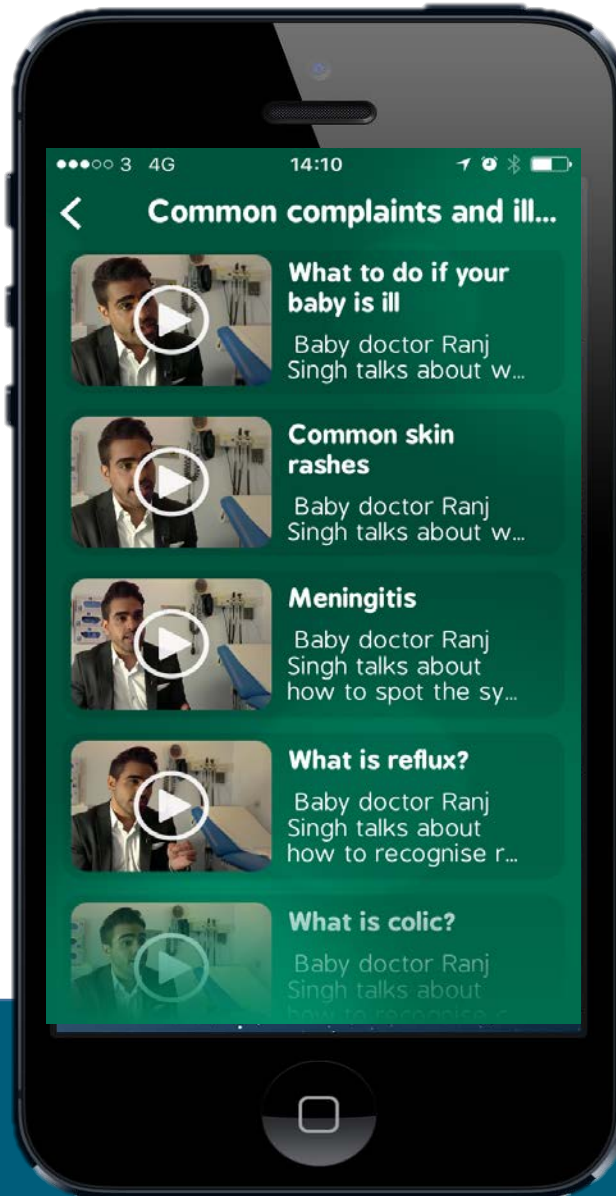 3 4G 14:10
Common complaints and ill...
What to do if your
baby is ill
Baby doctor Ranj
Singh talks about w...
Common skin
rashes
Baby doctor Ranj
Singh talks about w...
Meningitis
Baby doctor Ranj
Singh talks about
how to spot the sy...
What is reflux?
Baby doctor Ranj
Singh talks about
how to recognise r...
What is colic?
Baby doctor Ranj
Singh talks about
how to recognise c...